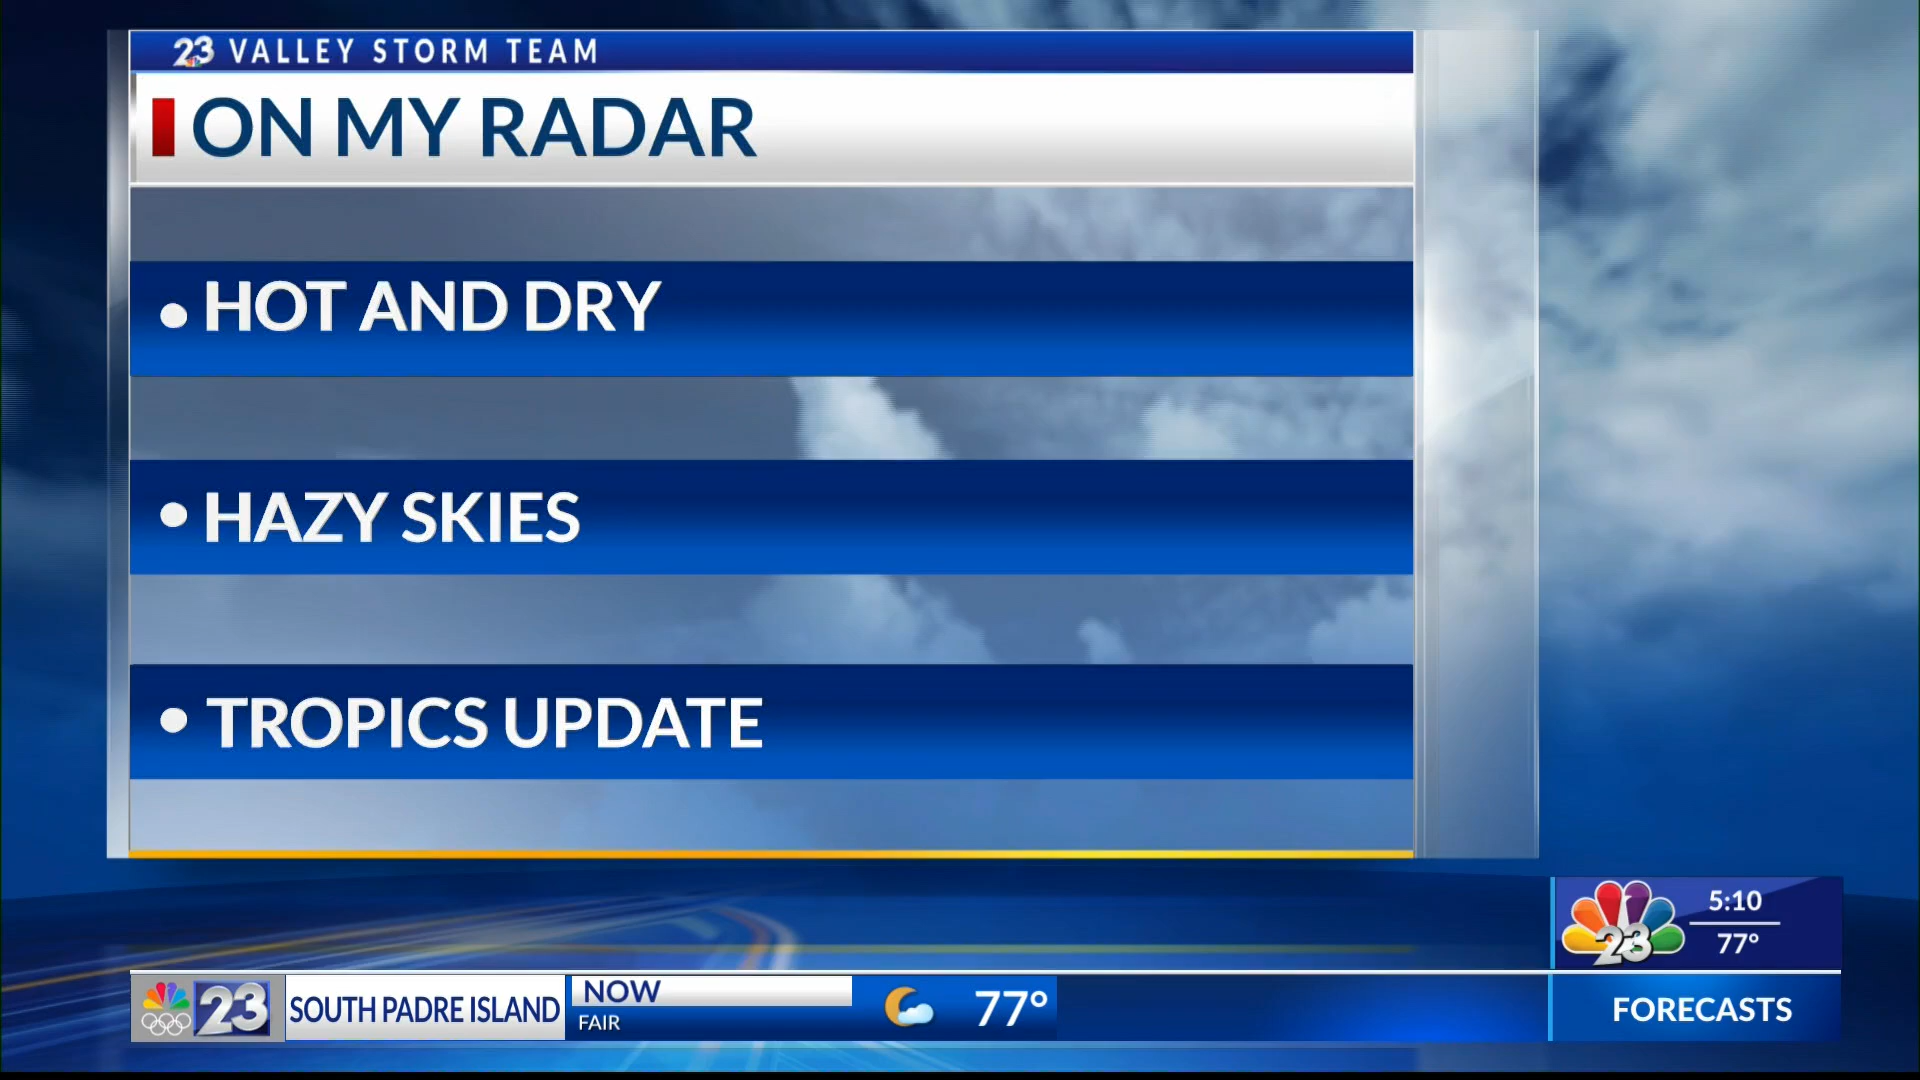 23 VALLEY STORM TEAM
ON MY RADAR
• HOT AND DRY
• HAZY SKIES
• TROPICS UPDATE
23
5:10
77°
23
SOUTH PADRE ISLAND
NOW
FAIR
77°
FORECASTS